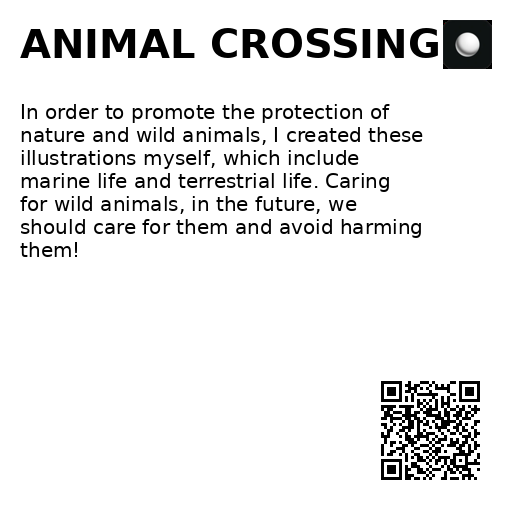 ANIMAL CROSSING
In order to promote the protection of
nature and wild animals, I created these
illustrations myself, which include
marine life and terrestrial life. Caring
for wild animals, in the future, we
should care for them and avoid harming
them!